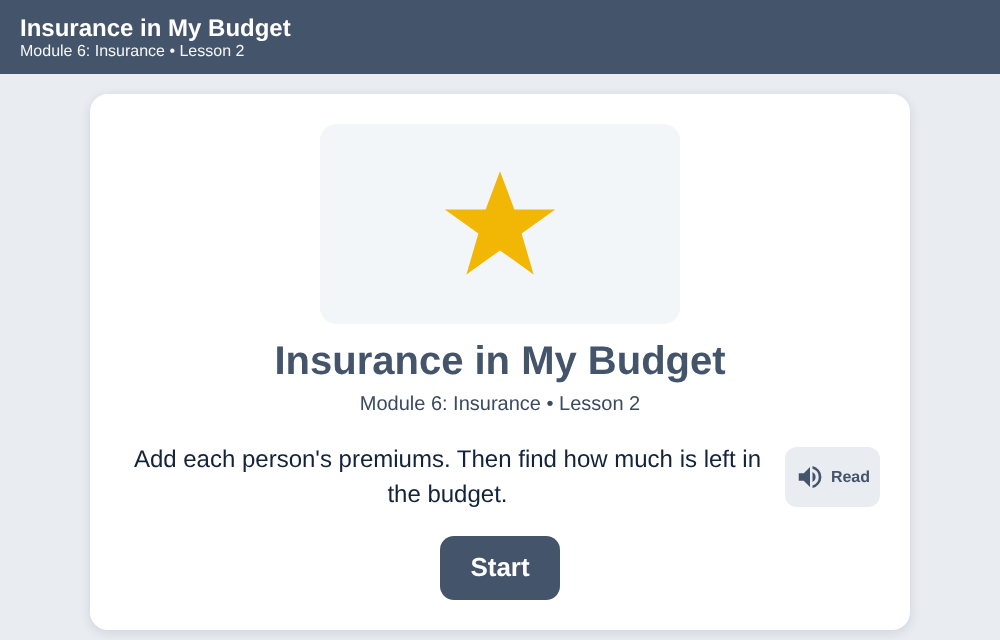 Insurance in My Budget
Module 6: Insurance • Lesson 2
Insurance in My Budget
Module 6: Insurance • Lesson 2
Add each person's premiums. Then find how much is left in
the budget.
Read
Start